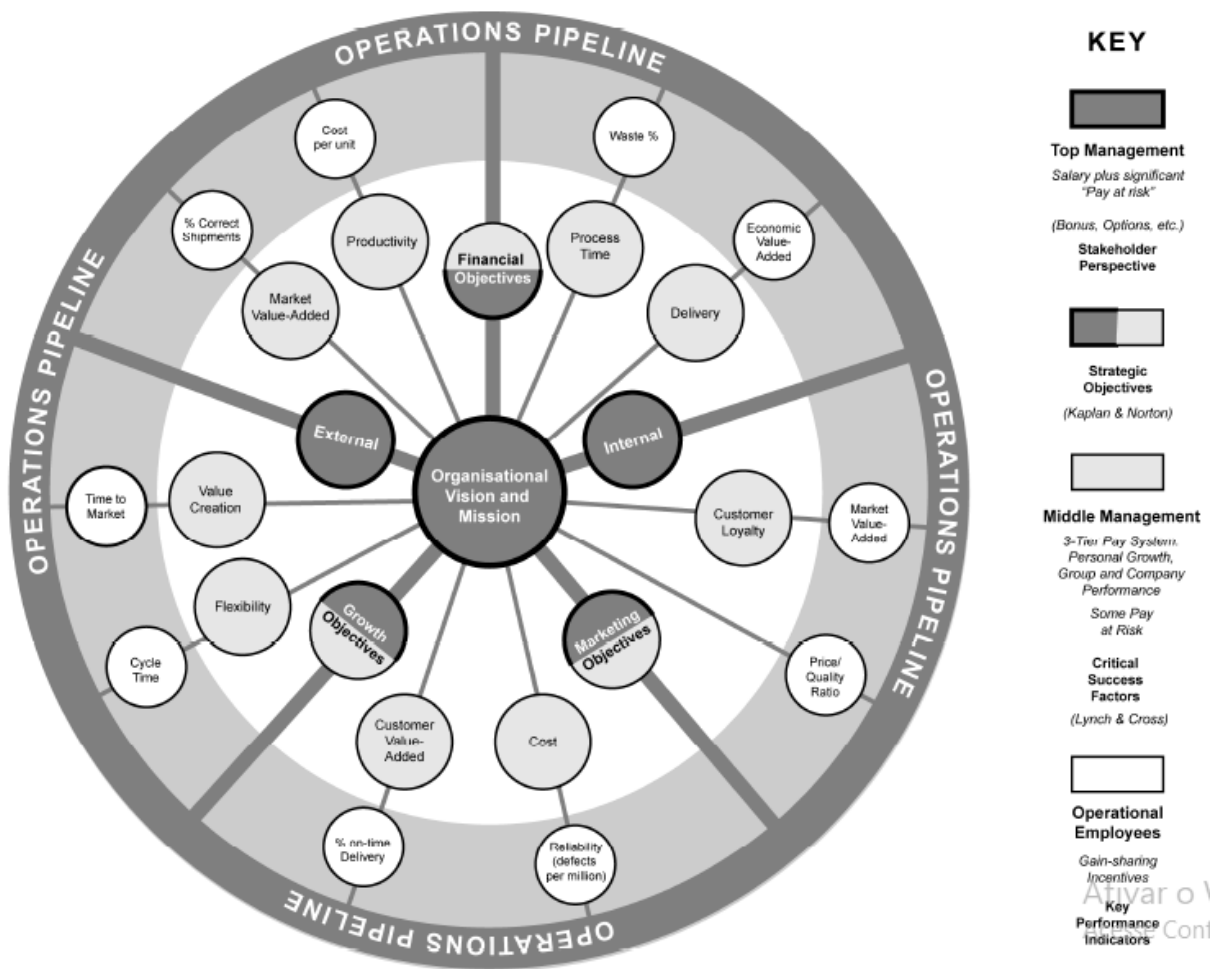 OPERATIONS PIPELINE
Cost
per unit
Waste %
% Correct
Shipments
Productivity
Financial
Objectives
Process
Time
Economic
Value-
Added
Market
Value-Added
Delivery
OPERATIONS PIPELINE
External
Internal
OPERATIONS PIPELINE
Organisational
Vision and
Mission
Time to
Market
Value
Creation
Customer
Loyalty
Market
Value-
Added
Flexibility
Growth
Objectives
Marketing
Objectives
Cycle
Time
Price/
Quality
Ratio
Customer
Value-
Added
Cost
% on-time
Delivery
Reliability
(defects
per million)
OPERATIONS PIPELINE
KEY
Top Management
Salary plus significant
"Pay at risk"
(Bonus, Options, etc.)
Stakeholder
Perspective
Strategic
Objectives
(Kaplan & Norton)
Middle Management
3-Tier Pay System.
Personal Growth,
Group and Company
Performance
Some Pay
at Risk
Critical
Success
Factors
(Lynch & Cross)
Operational
Employees
Gain-sharing
Incentives
Ativar o
Key
Performance
Indicators